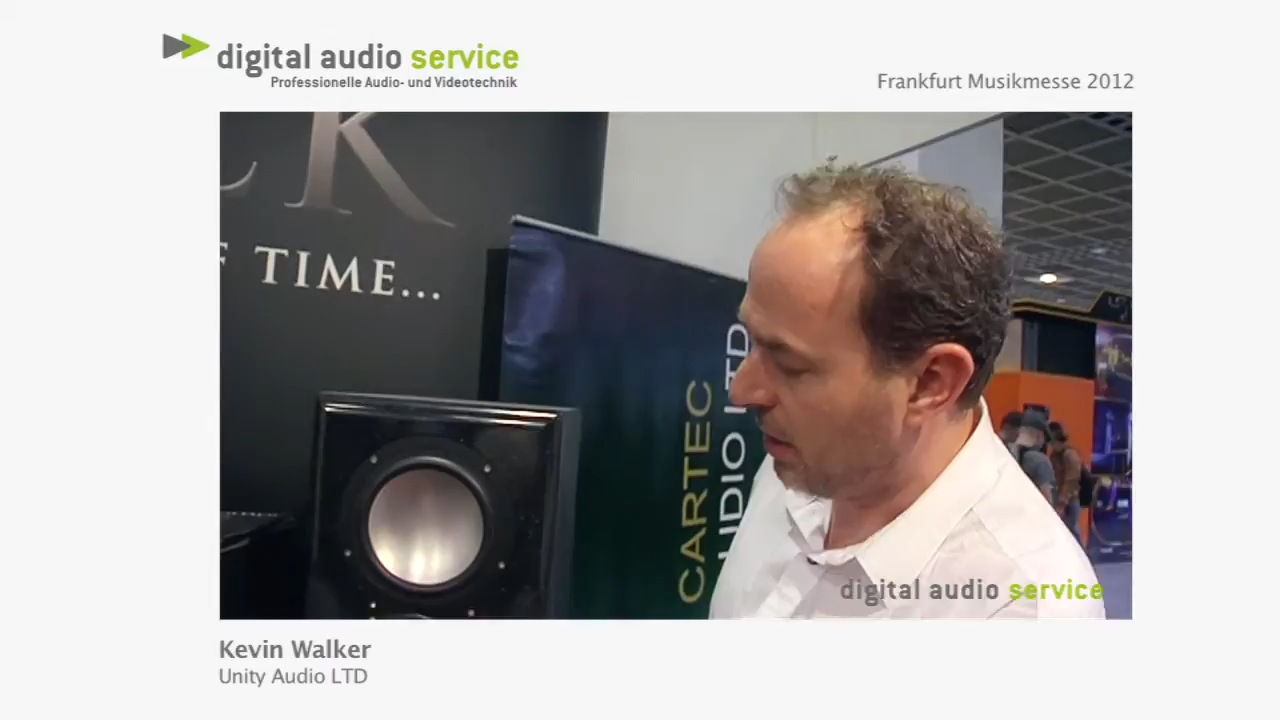 digital audio service
Professionelle Audio- und Videotechnik
Frankfurt Musikmesse 2012
TIME...
CARTEC
digital audio service
Kevin Walker
Unity Audio LTD